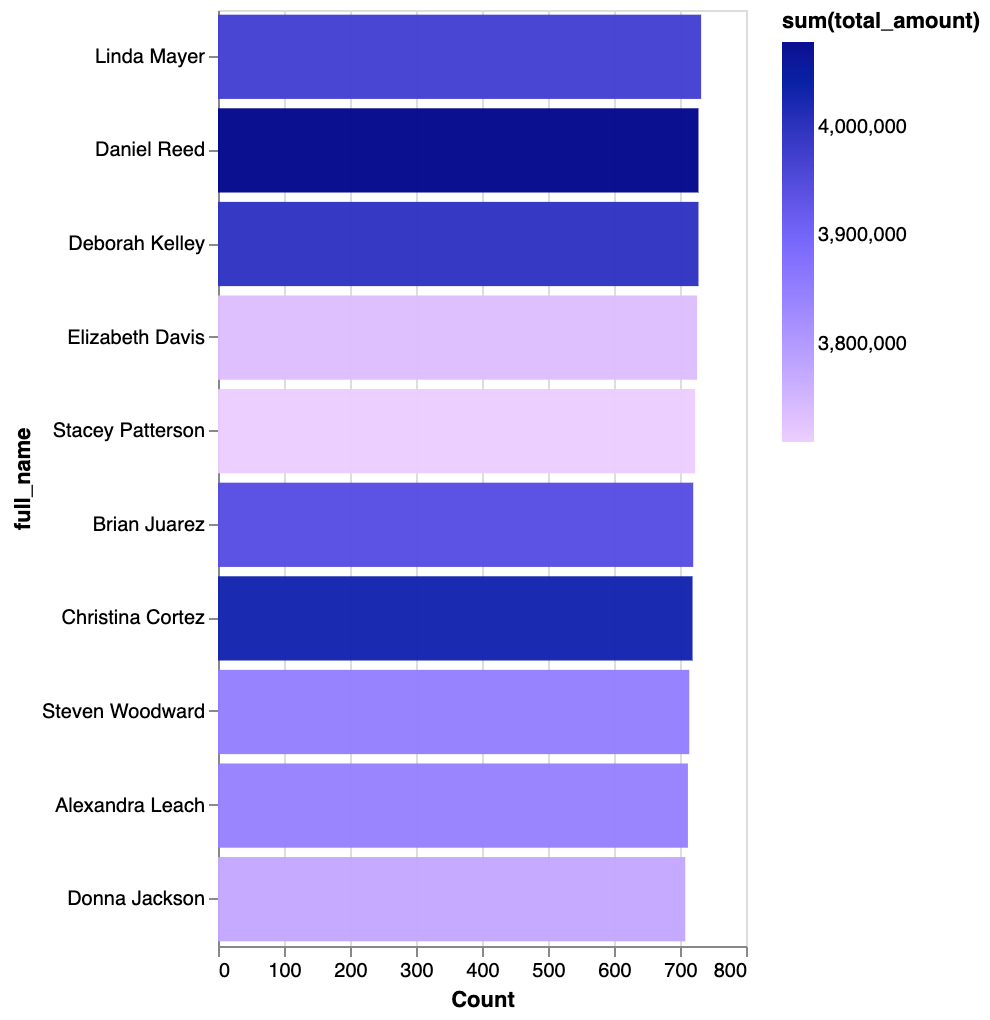 sum(total_amount)
4,000,000
3,900,000
3,800,000
full_name
Linda Mayer
Daniel Reed
Deborah Kelley
Elizabeth Davis
Stacey Patterson
Brian Juarez
Christina Cortez
Steven Woodward
Alexandra Leach
Donna Jackson
0 100 200 300 400 500 600 700 800
Count